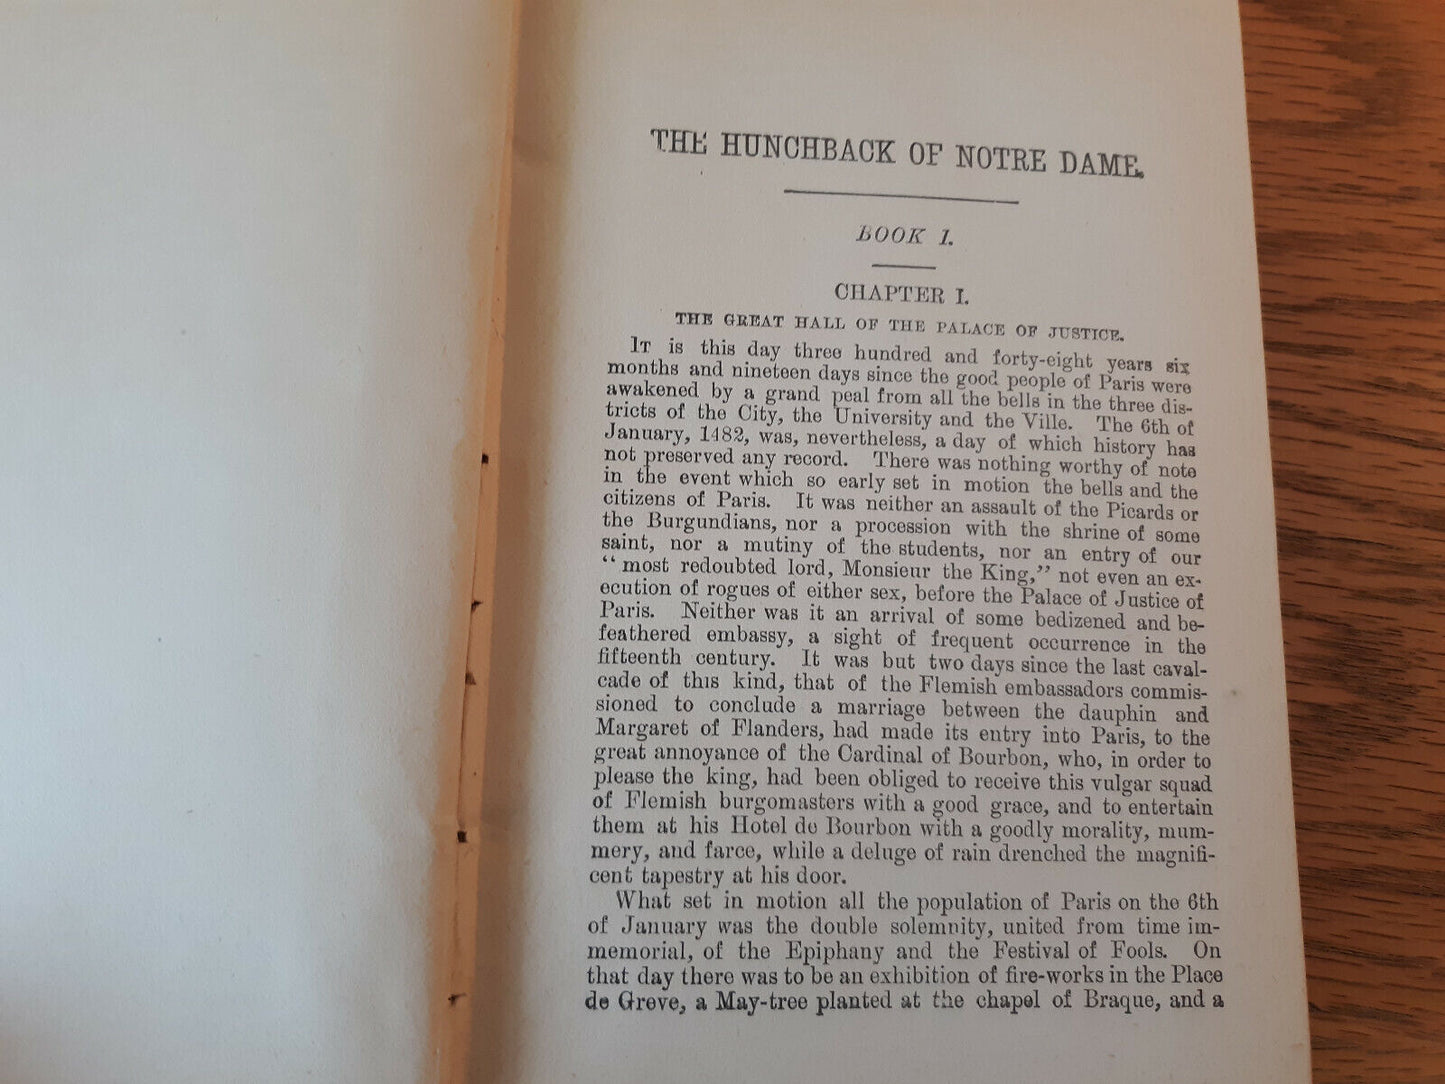 THE HUNCHBACK OF NOTRE DAME.
BOOK I.
CHAPTER I.
THE GREAT HALL OF THE PALACE OF JUSTICE.
IT is this day three hundred and forty-eight years six
months and nineteen days since the good people of Paris were
awakened by a grand peal from all the bells in the three dis-
tricts of the City, the University and the Ville. The 6th of
January, 1482, was, nevertheless, a day of which history has
not preserved any record. There was nothing worthy of note
in the event which so early set in motion the bells and the
citizens of Paris. It was neither an assault of the Picards or
the Burgundians, nor a procession with the shrine of some
saint, nor a mutiny of the students, nor an entry of our
"most redoubted lord, Monsieur the King," not even an ex-
ecution of rogues of either sex, before the Palace of Justice of
Paris. Neither was it an arrival of some bedizened and be-
feathered embassy, a sight of frequent occurrence in the
fifteenth century. It was but two days since the last caval-
cade of this kind, that of the Flemish embassadors commis-
sioned to conclude a marriage between the dauphin and
Margaret of Flanders, had made its entry into Paris, to the
great annoyance of the Cardinal of Bourbon, who, in order to
please the king, had been obliged to receive this vulgar squad
of Flemish burgomasters with a good grace, and to entertain
them at his Hotel de Bourbon with a goodly morality, mum-
mery, and farce, while a deluge of rain drenched the magnifi-
cent tapestry at his door.
What set in motion all the population of Paris on the 6th
of January was the double solemnity, united from time im-
memorial, of the Epiphany and the Festival of Fools. On
that day there was to be an exhibition of fire-works in the Place
de Greve, a May-tree planted at the chapel of Braque, and a